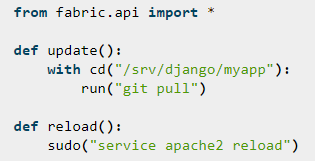 from fabric.api import *

def update():
    with cd("/srv/django/myapp"):
        run("git pull")

def reload():
    sudo("service apache2 reload")